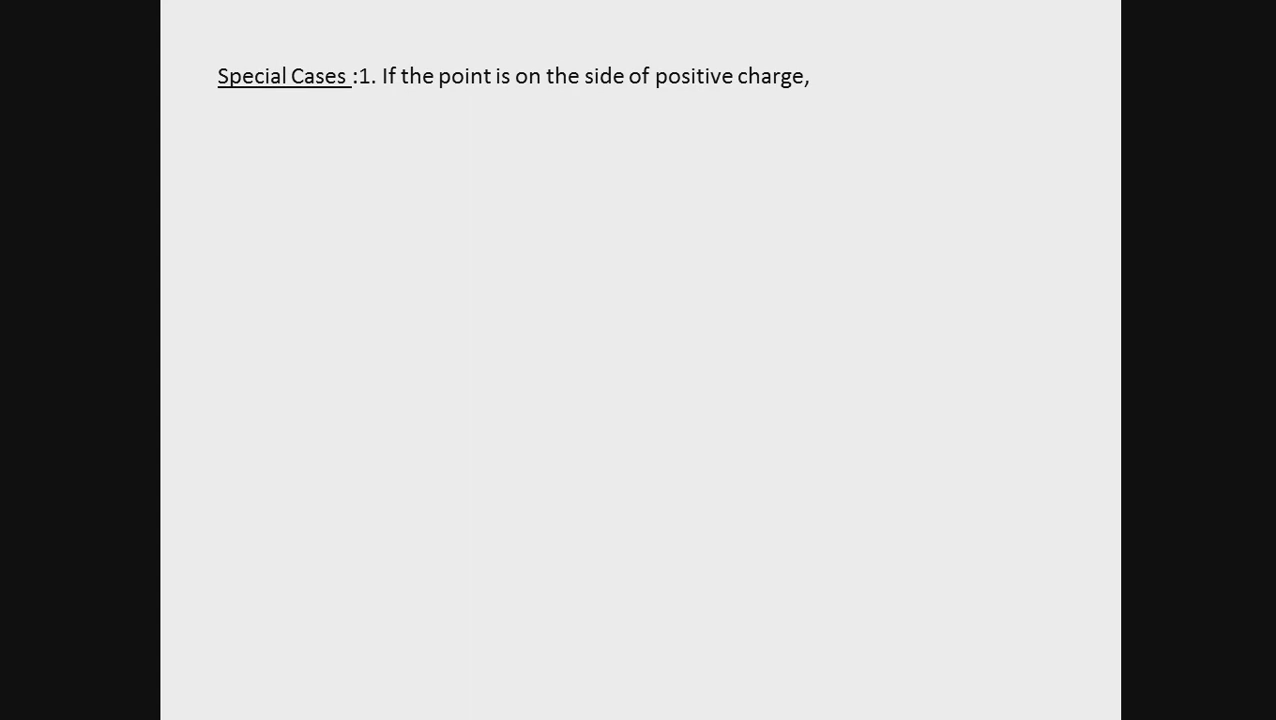 Special Cases :1. If the point is on the side of positive charge,